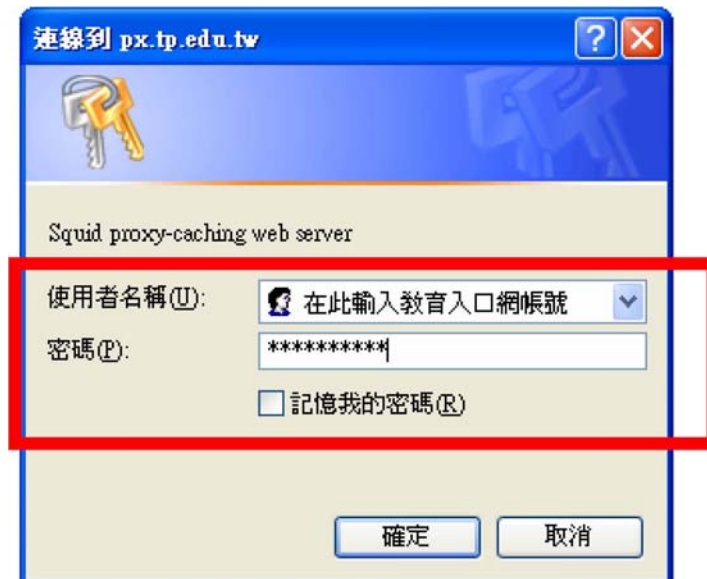 連線到 px.tp.edu.tw
Squid proxy-caching web server
使用者名稱(U):
在此輸入教育入口網帳號
密碼(P):
**********
記憶我的密碼(R)
確定
取消